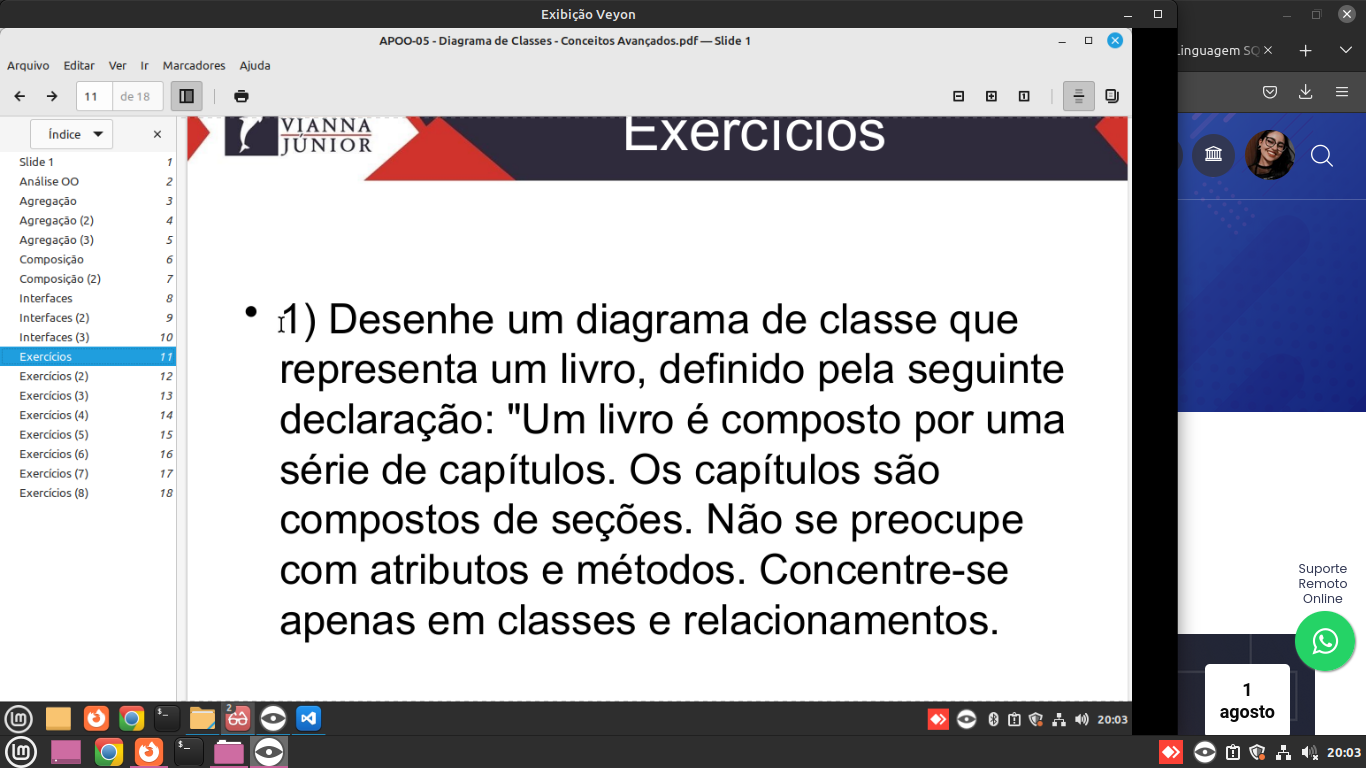 Exibição Veyon
APOO-05 - Diagrama de Classes - Conceitos Avançados.pdf — Slide 1
Linguagem SQ
Arquivo Editar Ver Ir Marcadores Ajuda
11 de 18
Índice
Slide 1 1
Análise OO 2
Agregação 3
Agregação (2) 4
Agregação (3) 5
Composição 6
Composição (2) 7
Interfaces 8
Interfaces (2) 9
Interfaces (3) 10
Exercícios 11
Exercícios (2) 12
Exercícios (3) 13
Exercícios (4) 14
Exercícios (5) 15
Exercícios (6) 16
Exercícios (7) 17
Exercícios (8) 18
VIANNA
JÚNIOR
Exercícios
• 1) Desenhe um diagrama de classe que
representa um livro, definido pela seguinte
declaração: "Um livro é composto por uma
série de capítulos. Os capítulos são
compostos de seções. Não se preocupe
com atributos e métodos. Concentre-se
apenas em classes e relacionamentos.
Suporte
Remoto
Online
1
agosto
2
20:03
20:03